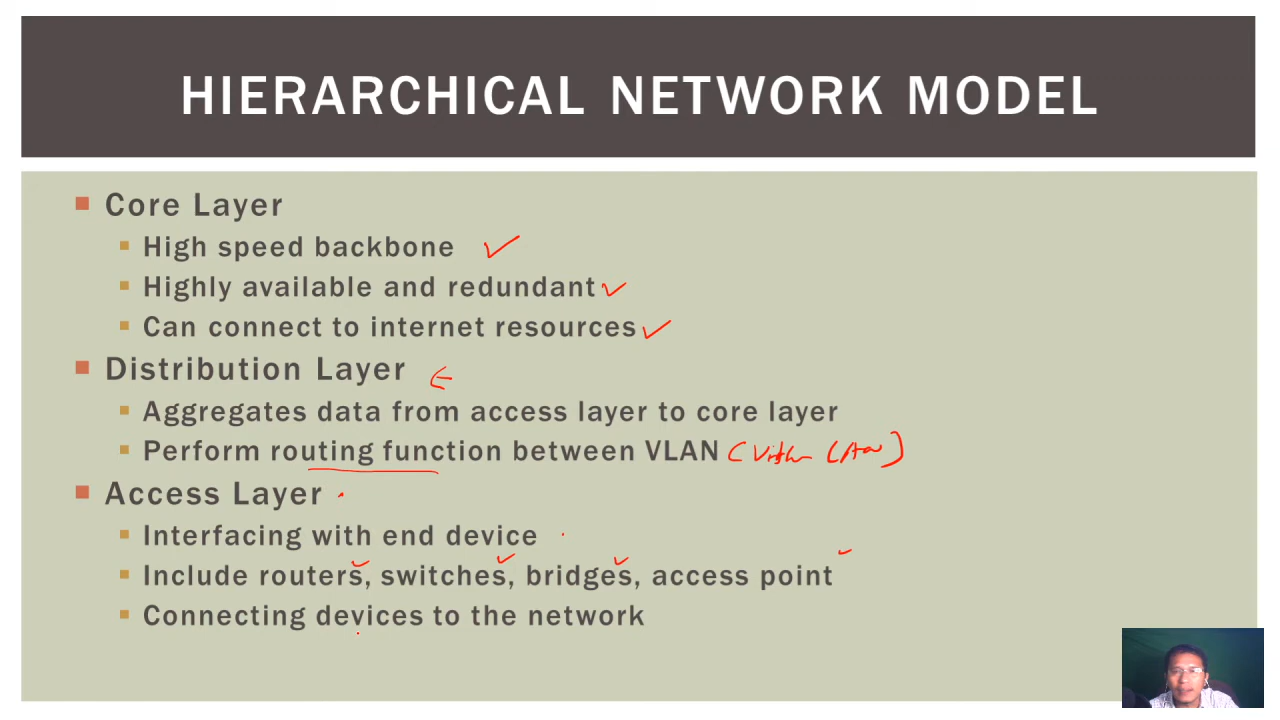 HIERARCHICAL NETWORK MODEL
Core Layer
High speed backbone
Highly available and redundant
Can connect to internet resources
Distribution Layer
Aggregates data from access layer to core layer
Perform routing function between VLAN
Access Layer
Interfacing with end device
Include routers, switches, bridges, access point
Connecting devices to the network